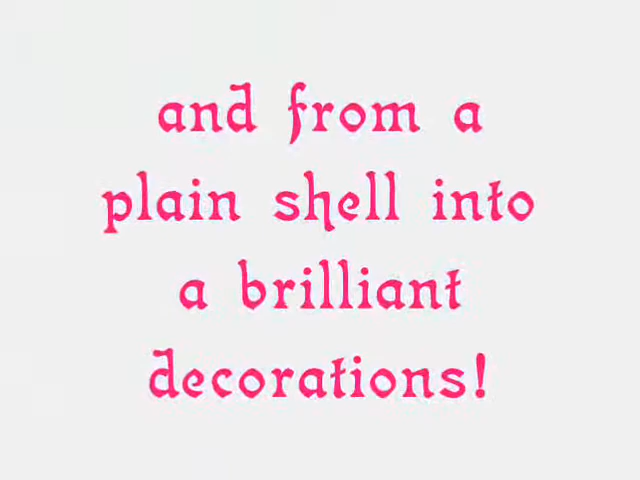 and from a
plain shell into
a brilliant
decorations!